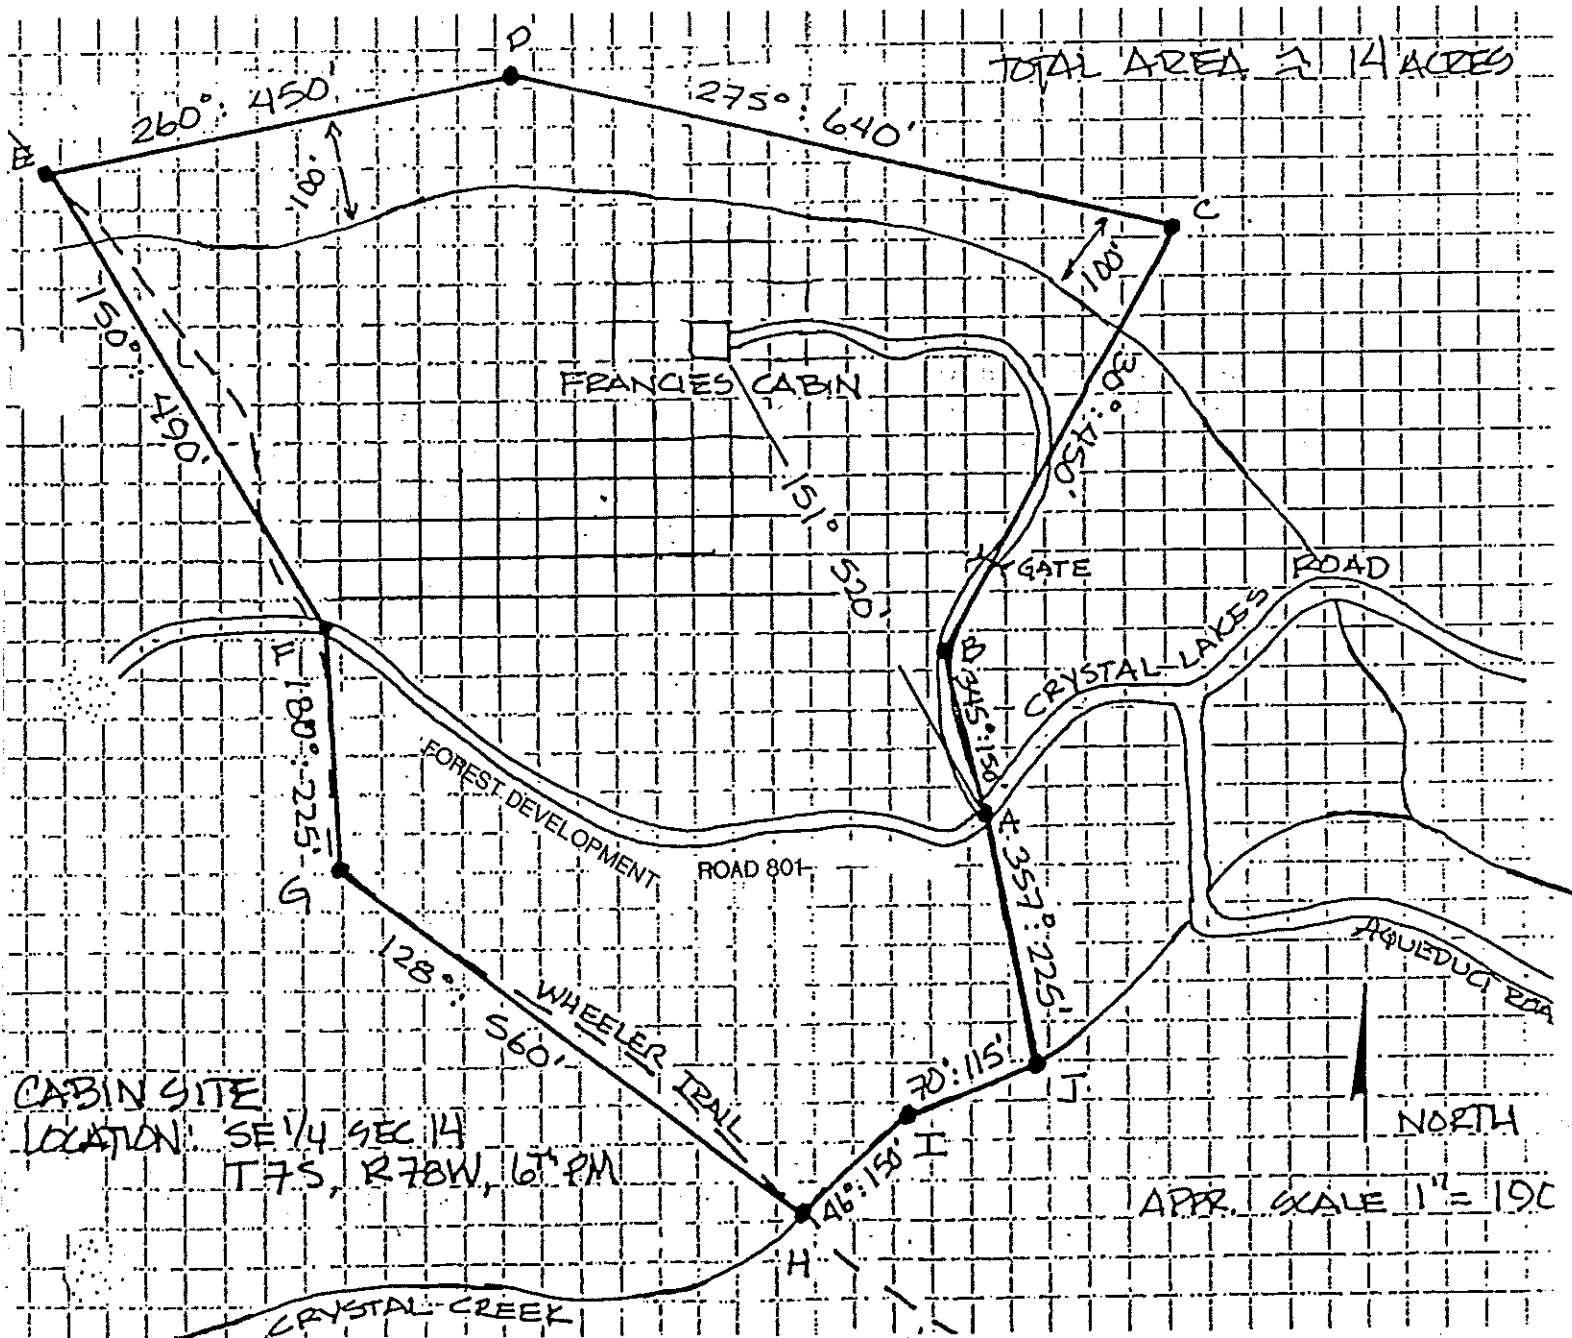 D
TOTAL AREA ≈ 14 ACRES
260°: 450'
275°: 640'
E
100'
C
100'
150°: 490'
30°: 450'
FRANCIES CABIN
151° 520'
GATE
ROAD
CRYSTAL LAKES
B
345°: 150'
F
180°: 225'
FOREST DEVELOPMENT
ROAD 801
A
357°: 225'
G
AQUEDUCT ROA
128°: 560'
WHEELER TRAIL
70°: 115'
J
I
46°: 150'
H
NORTH
CABIN SITE
LOCATION: SE 1/4 SEC 14
T7S, R78W, 6TH PM
APPR. SCALE 1" = 190
CRYSTAL CREEK